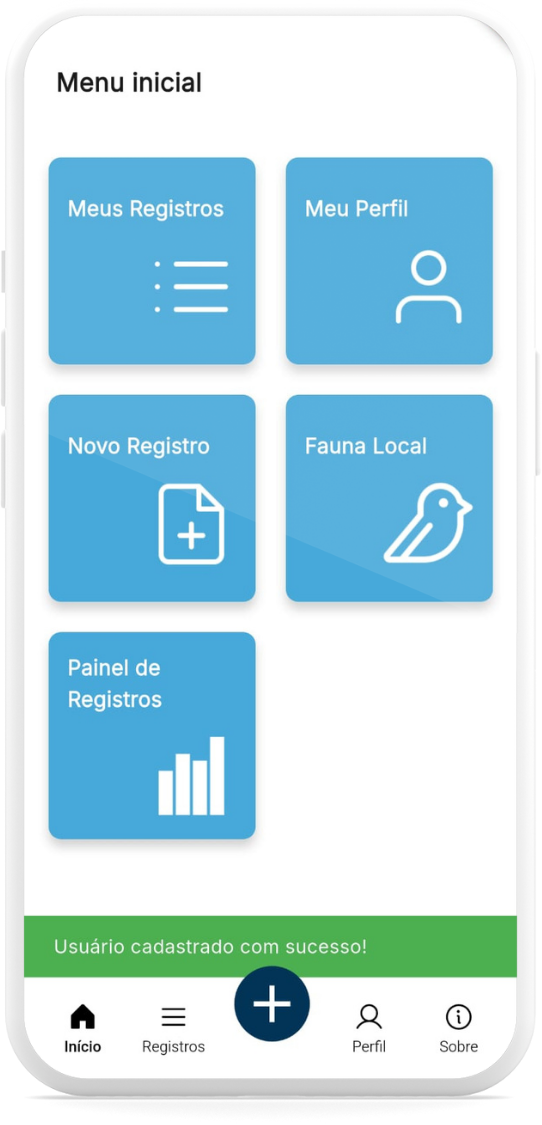 Menu inicial
Meus Registros
Meu Perfil
Novo Registro
Fauna Local
Painel de
Registros
Usuário cadastrado com sucesso!
Início
Registros
Perfil
Sobre